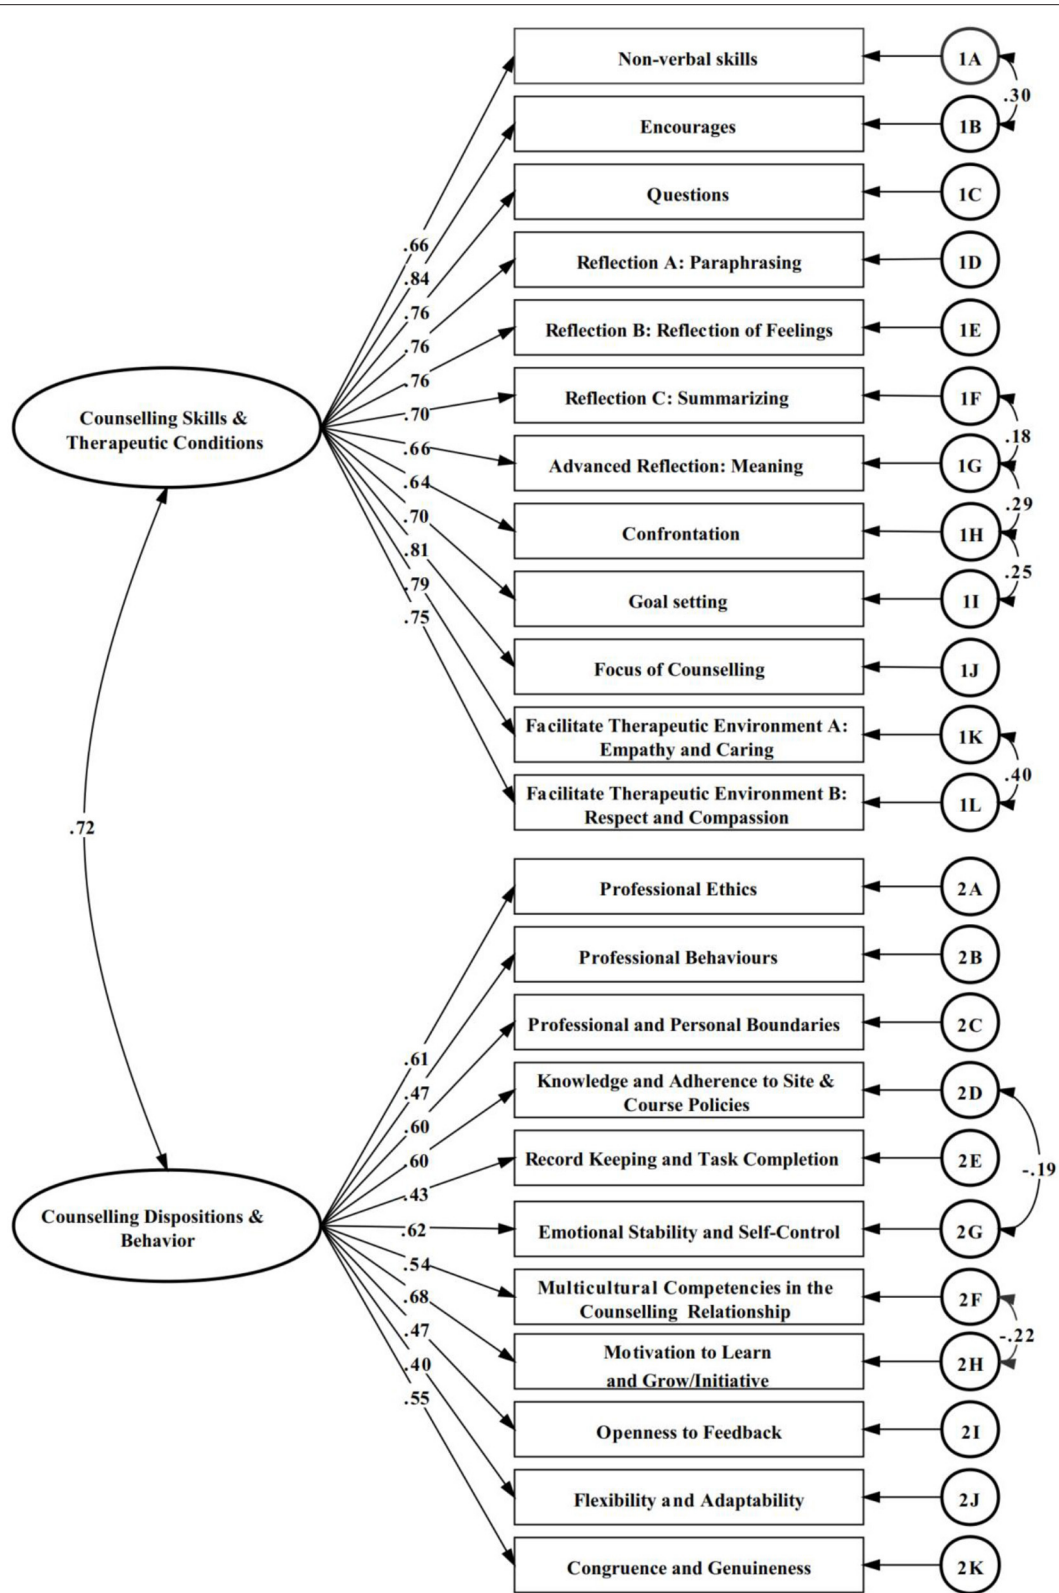 Non-verbal skills
1A
.30
Encourages
1B
Questions
1C
.66
Reflection A: Paraphrasing
1D
.84
.76
Reflection B: Reflection of Feelings
1E
.76
.76
Reflection C: Summarizing
1F
.70
.18
Counselling Skills &
Therapeutic Conditions
.66
Advanced Reflection: Meaning
1G
.64
.29
.70
Confrontation
1H
.81
.25
.79
Goal setting
1I
.75
Focus of Counselling
1J
Facilitate Therapeutic Environment A:
Empathy and Caring
1K
.40
Facilitate Therapeutic Environment B:
Respect and Compassion
1L
.72
Professional Ethics
2A
Professional Behaviours
2B
Professional and Personal Boundaries
2C
.61
Knowledge and Adherence to Site &
Course Policies
2D
.47
.60
.60
Record Keeping and Task Completion
2E
-.19
.43
Counselling Dispositions &
Behavior
.62
Emotional Stability and Self-Control
2G
.54
Multicultural Competencies in the
Counselling Relationship
2F
.68
-.22
.47
Motivation to Learn
and Grow/Initiative
2H
.40
.55
Openness to Feedback
2I
Flexibility and Adaptability
2J
Congruence and Genuineness
2K